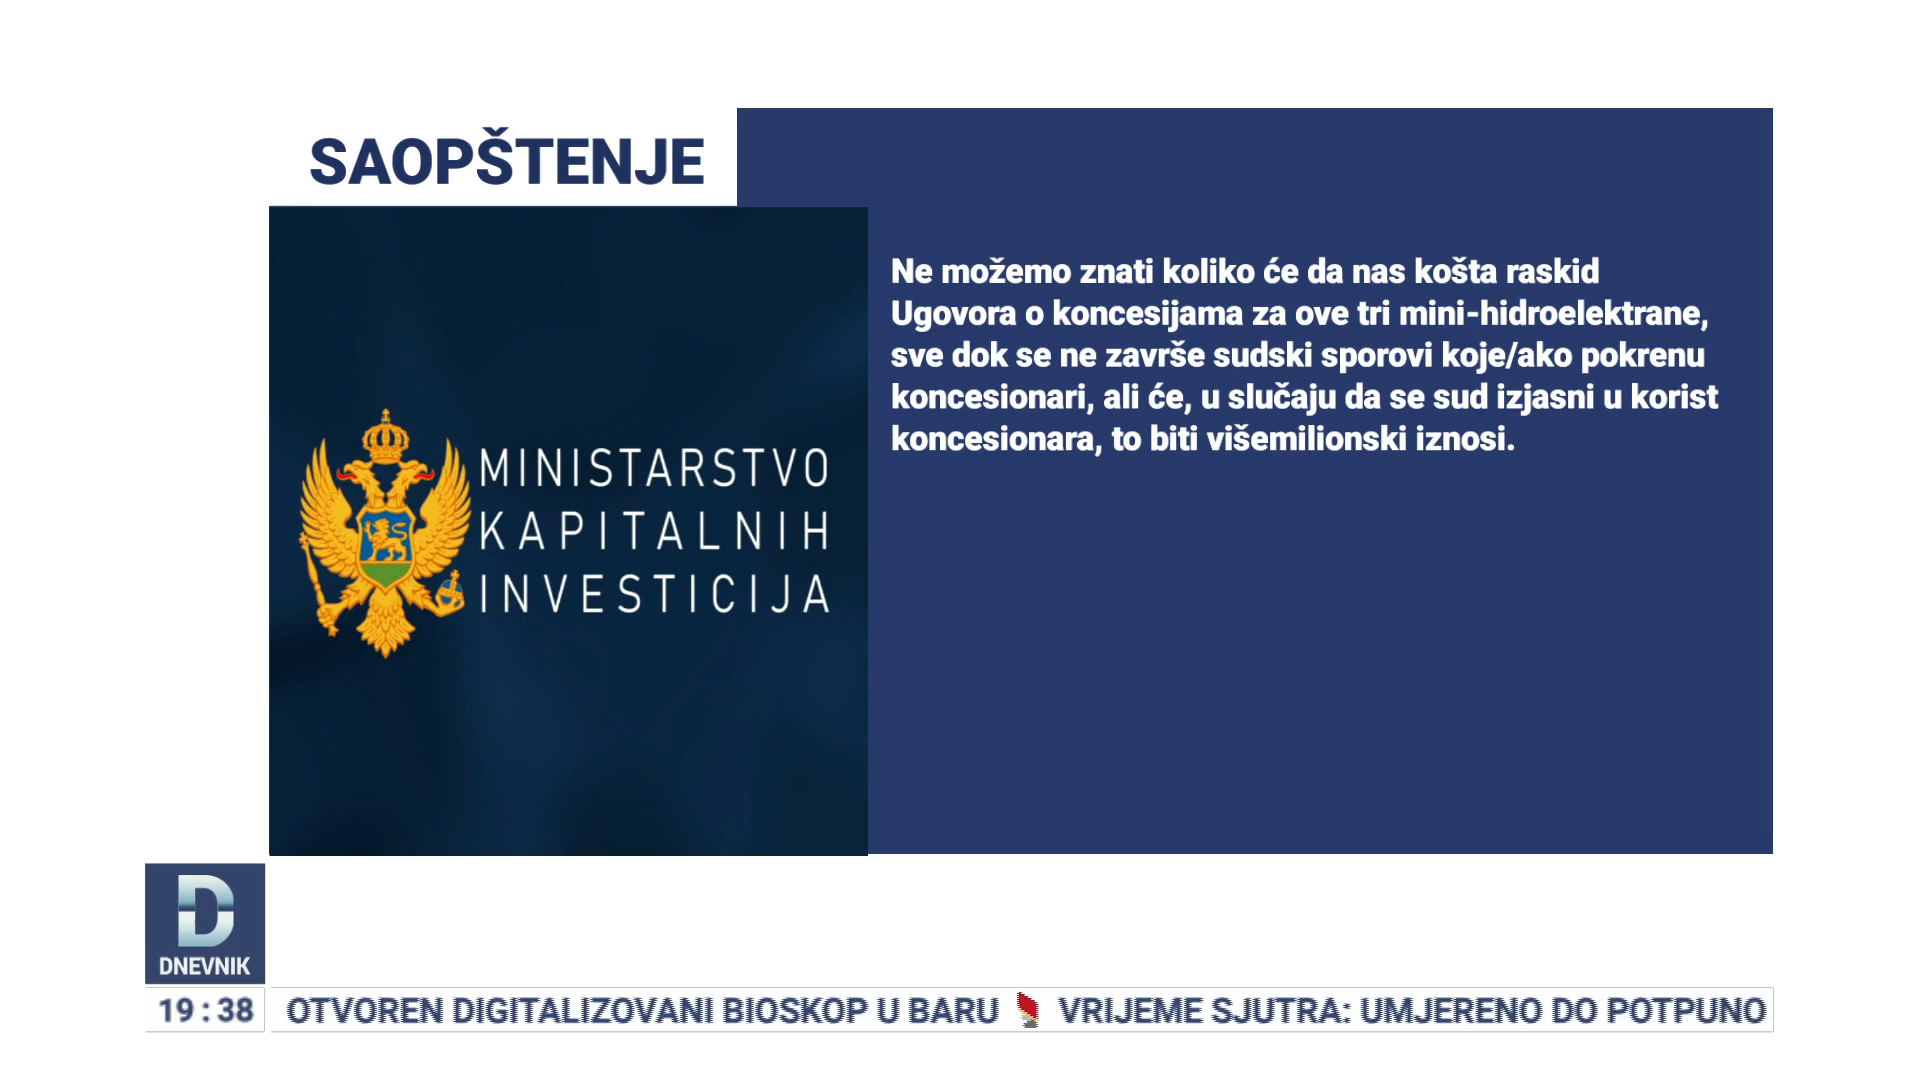 SAOPŠTENJE
MINISTARSTVO
KAPITALNIH
INVESTICIJA
Ne možemo znati koliko će da nas košta raskid
Ugovora o koncesijama za ove tri mini-hidroelektrane,
sve dok se ne završe sudski sporovi koje/ako pokrenu
koncesionari, ali će, u slučaju da se sud izjasni u korist
koncesionara, to biti višemilionski iznosi.
D
DNEVNIK
19:38
OTVOREN DIGITALIZOVANI BIOSKOP U BARU VRIJEME SJUTRA: UMJERENO DO POTPUNO